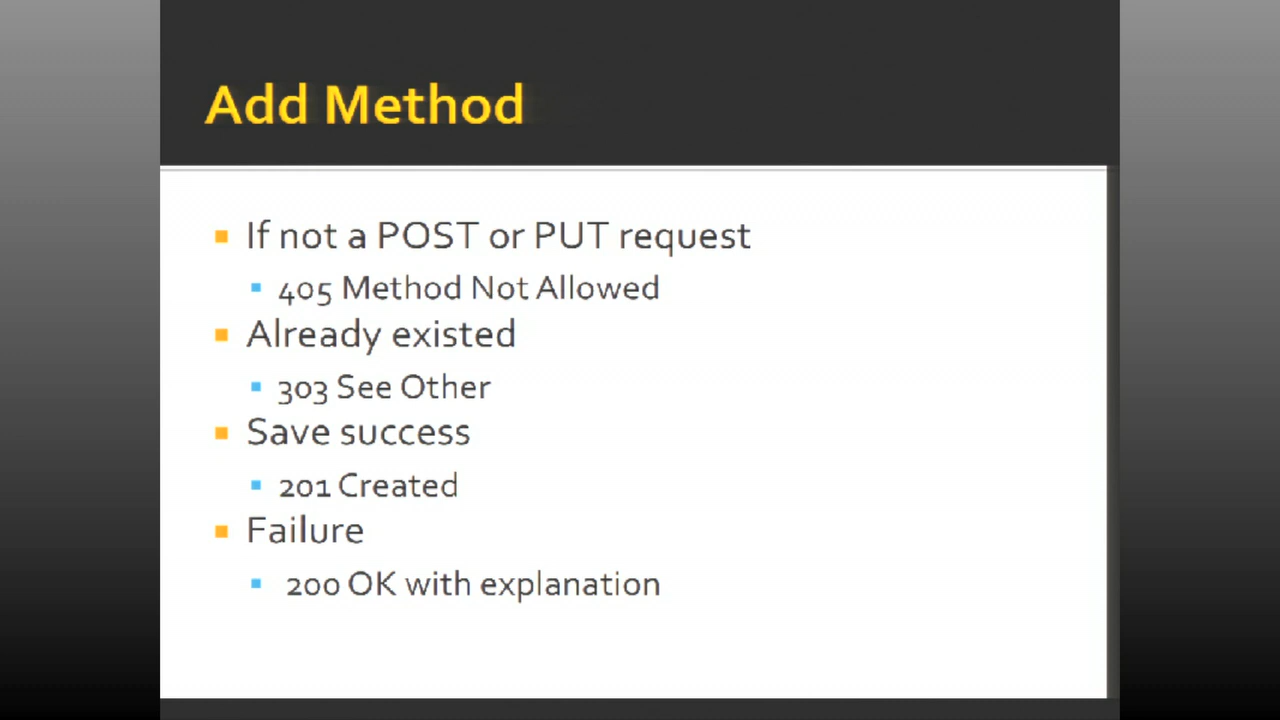 Add Method
If not a POST or PUT request
405 Method Not Allowed
Already existed
303 See Other
Save success
201 Created
Failure
200 OK with explanation